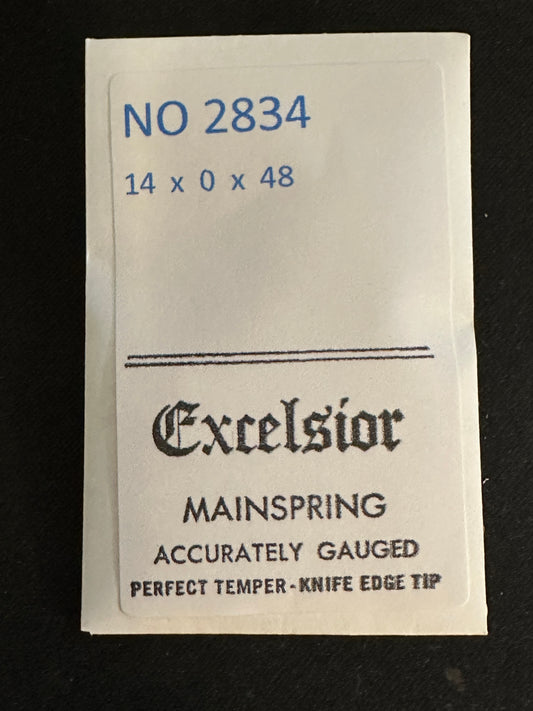 NO 2834
14 x 0 x 48
Excelsior
MAINSPRING
ACCURATELY GAUGED
PERFECT TEMPER-KNIFE EDGE TIP